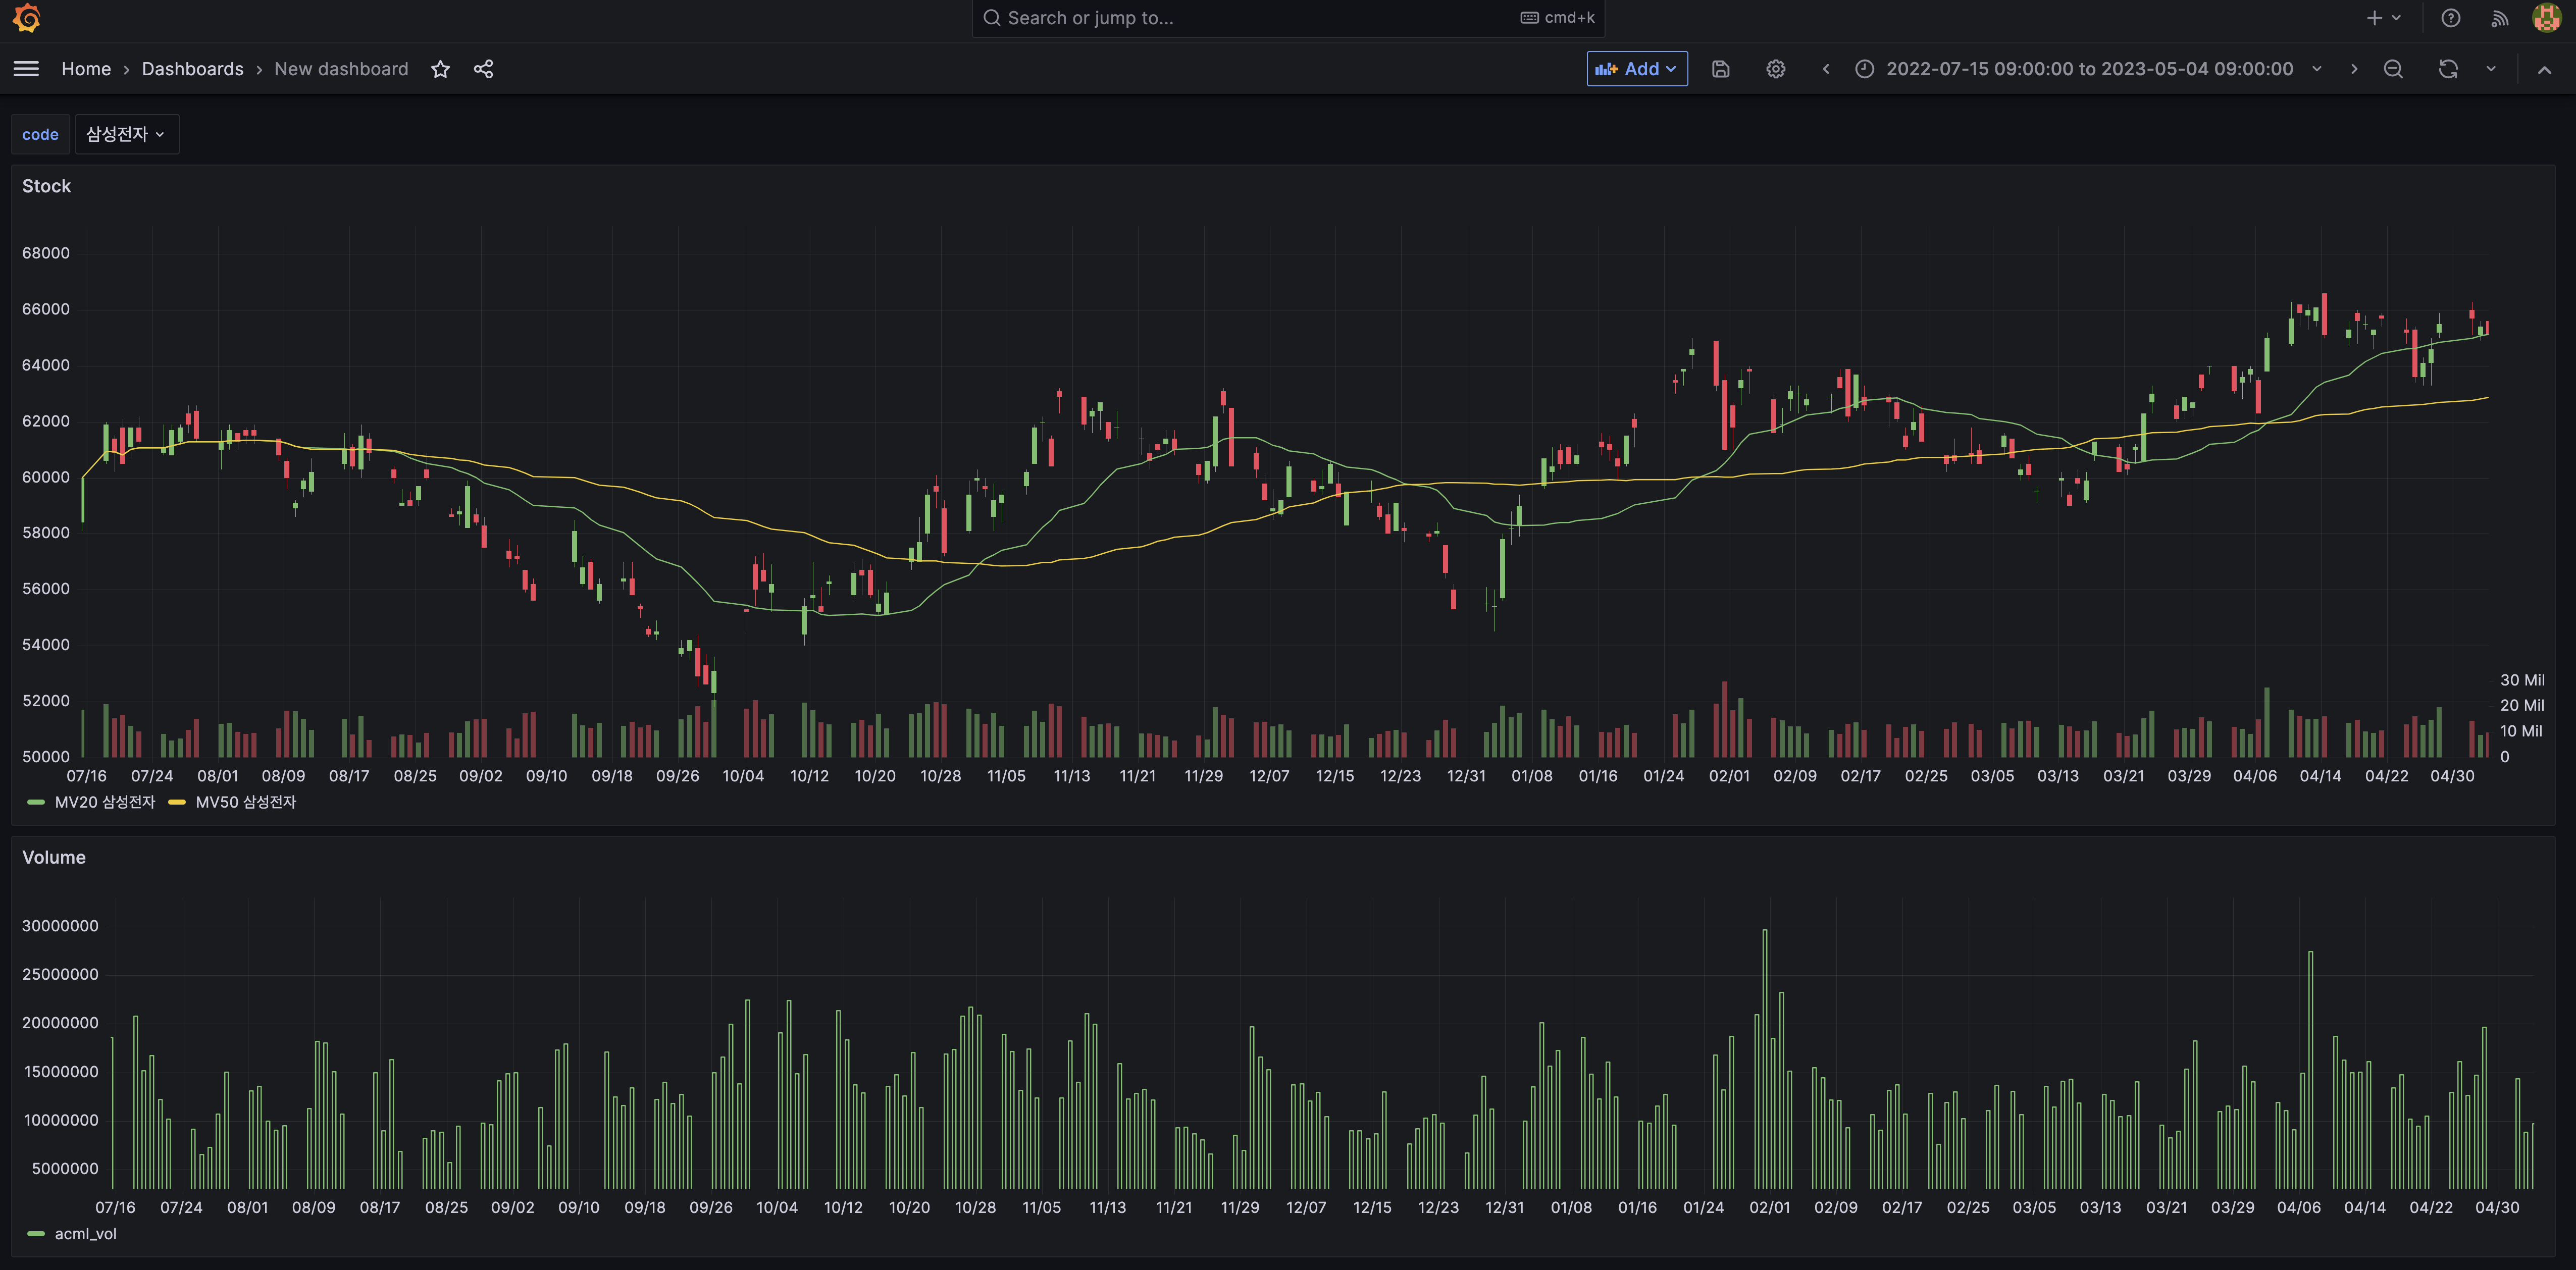 Search or jump to... cmd+k
Home › Dashboards › New dashboard Add 2022-07-15 09:00:00 to 2023-05-04 09:00:00
code 삼성전자
Stock
68000
66000
64000
62000
60000
58000
56000
54000
52000
50000
30 Mil
20 Mil
10 Mil
0
07/16 07/24 08/01 08/09 08/17 08/25 09/02 09/10 09/18 09/26 10/04 10/12 10/20 10/28 11/05 11/13 11/21 11/29 12/07 12/15 12/23 12/31 01/08 01/16 01/24 02/01 02/09 02/17 02/25 03/05 03/13 03/21 03/29 04/06 04/14 04/22 04/30
MV20 삼성전자 MV50 삼성전자
Volume
30000000
25000000
20000000
15000000
10000000
5000000
07/16 07/24 08/01 08/09 08/17 08/25 09/02 09/10 09/18 09/26 10/04 10/12 10/20 10/28 11/05 11/13 11/21 11/29 12/07 12/15 12/23 12/31 01/08 01/16 01/24 02/01 02/09 02/17 02/25 03/05 03/13 03/21 03/29 04/06 04/14 04/22 04/30
acml_vol